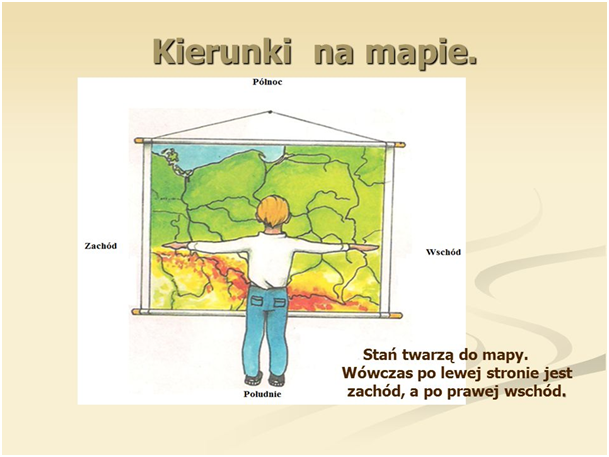 Kierunki na mapie.
Północ
Zachód
Wschód
Południe
Stań twarzą do mapy.
Wówczas po lewej stronie jest
zachód, a po prawej wschód.